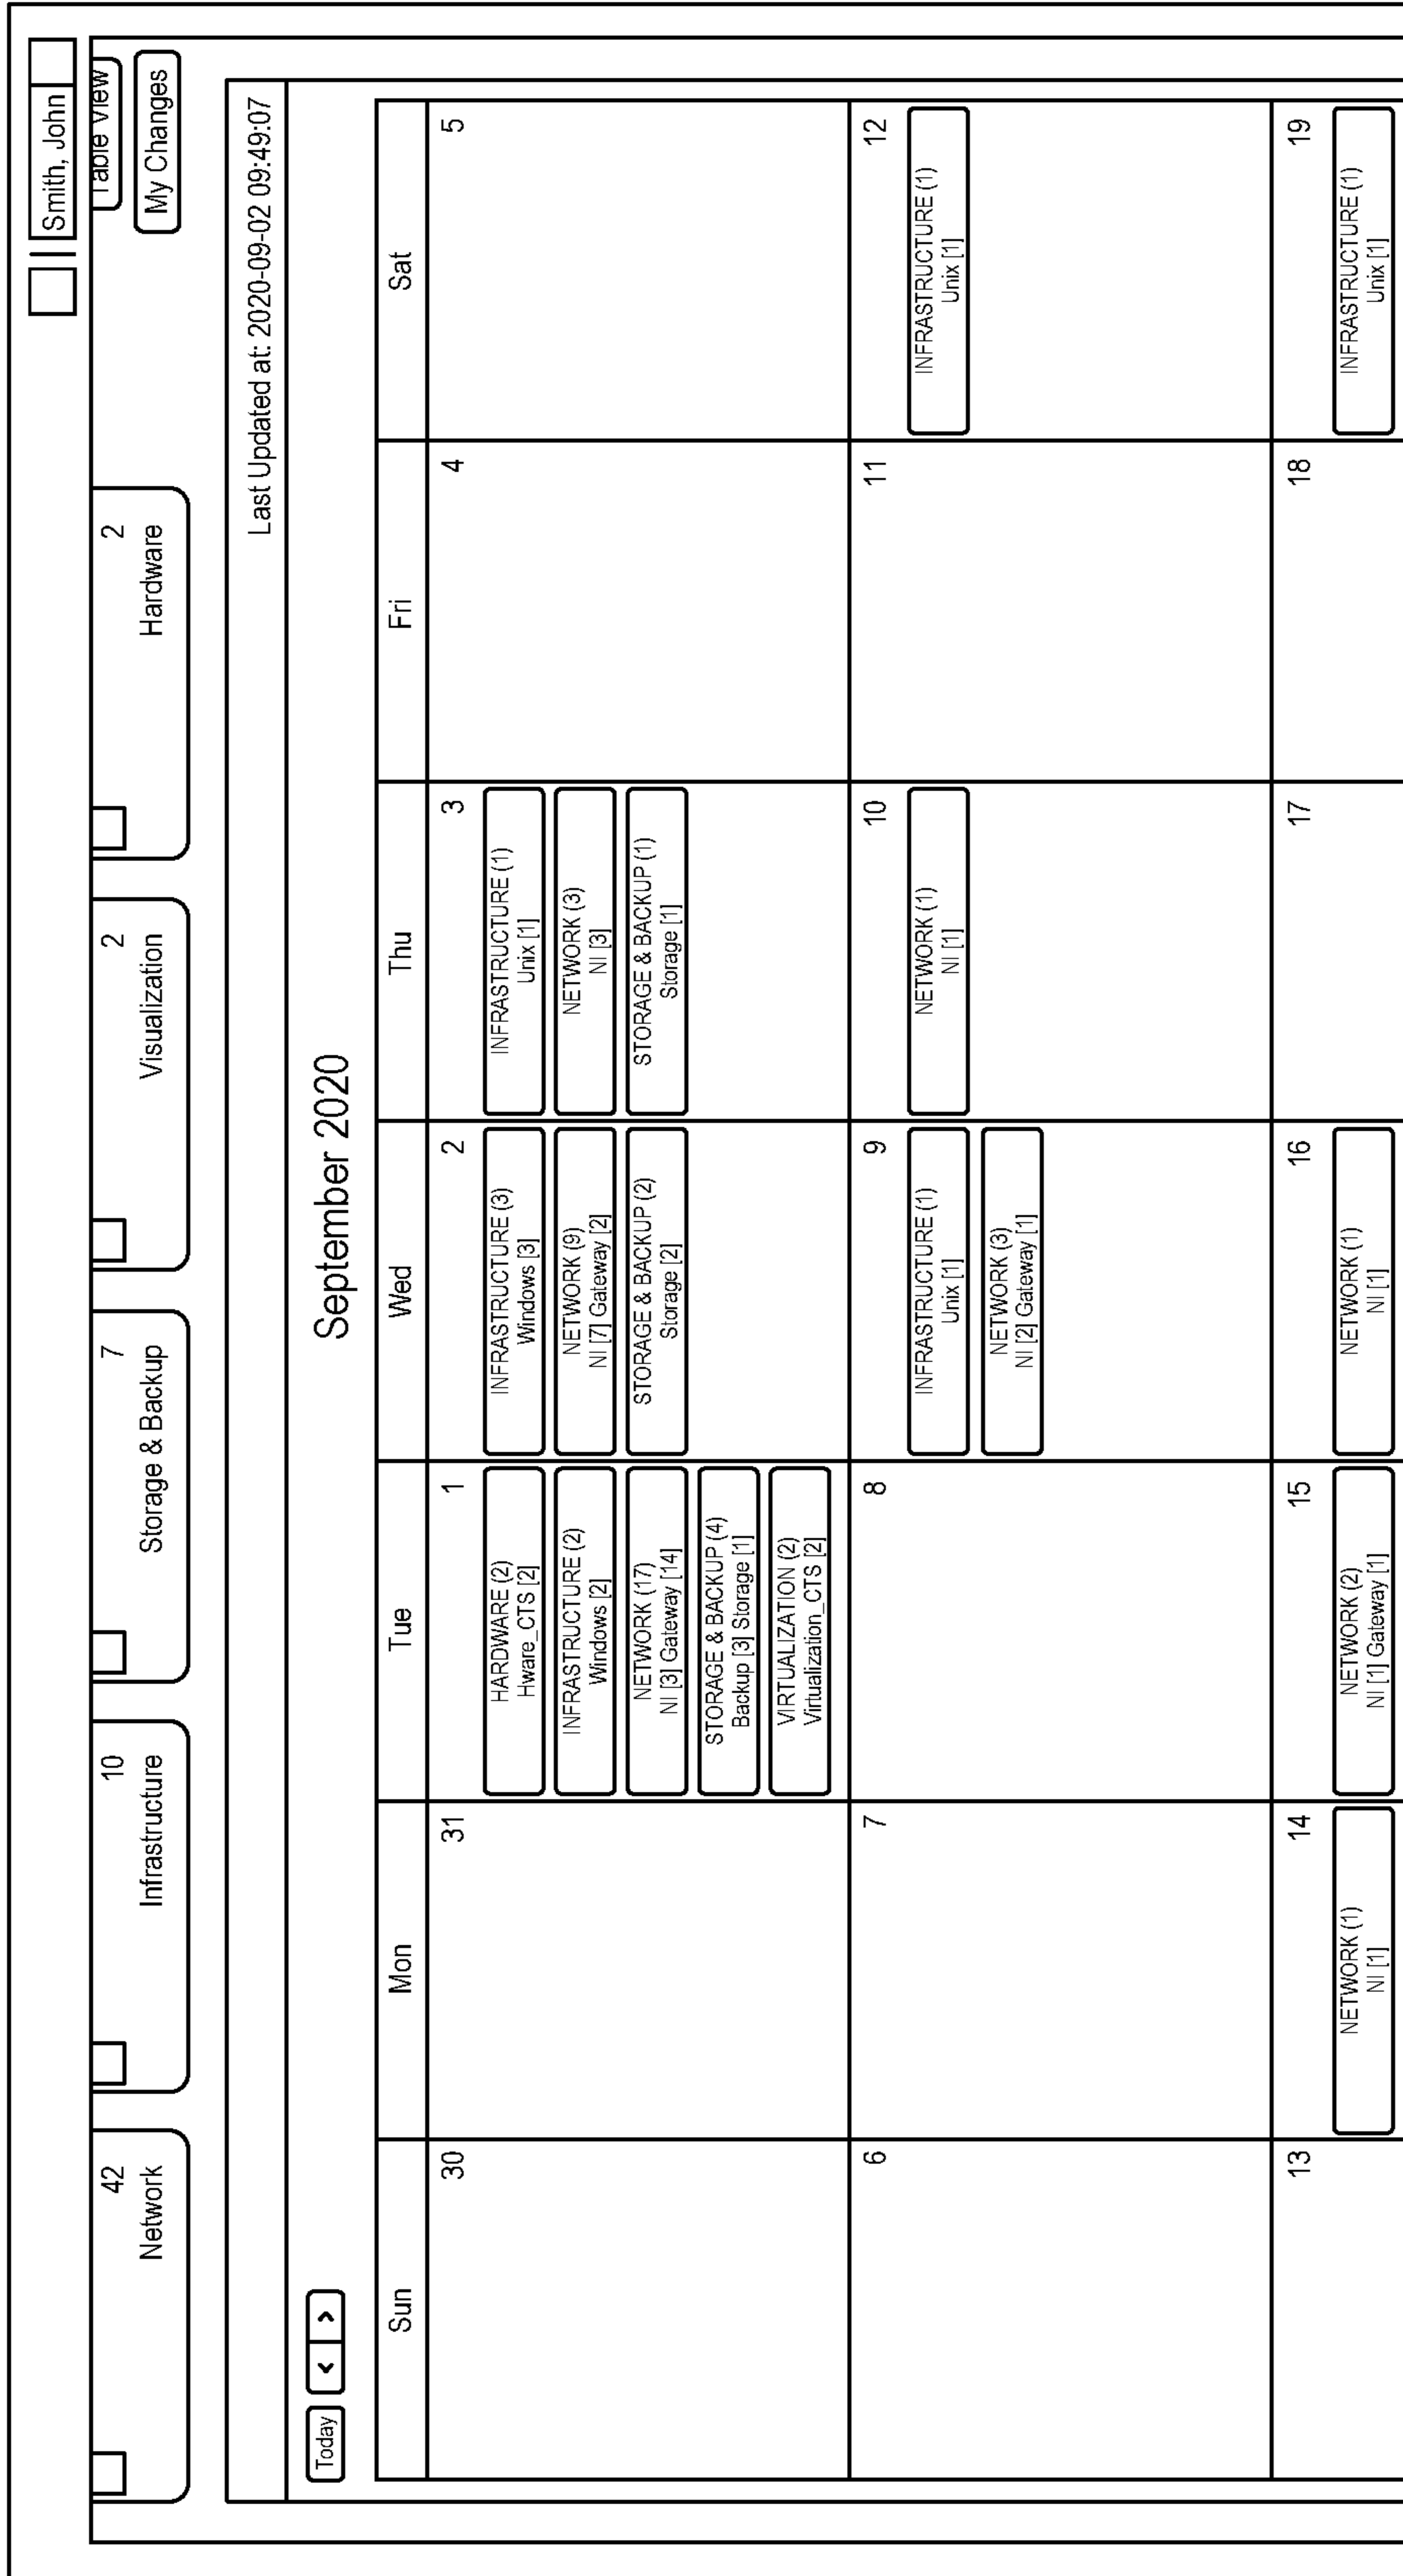 Smith, John
Table View
My Changes
42
Network
10
Infrastructure
7
Storage & Backup
2
Visualization
2
Hardware
Last Updated at: 2020-09-02 09:49:07
Today
<
>
September 2020
Sun
Mon
Tue
Wed
Thu
Fri
Sat
30
31
1
HARDWARE (2)
Hware_CTS [2]
INFRASTRUCTURE (2)
Windows [2]
NETWORK (17)
NI [3] Gateway [14]
STORAGE & BACKUP (4)
Backup [3] Storage [1]
VIRTUALIZATION (2)
Virtualization_CTS [2]
2
INFRASTRUCTURE (3)
Windows [3]
NETWORK (9)
NI [7] Gateway [2]
STORAGE & BACKUP (2)
Storage [2]
3
INFRASTRUCTURE (1)
Unix [1]
NETWORK (3)
NI [3]
STORAGE & BACKUP (1)
Storage [1]
4
5
6
7
8
9
INFRASTRUCTURE (1)
Unix [1]
NETWORK (3)
NI [2] Gateway [1]
10
NETWORK (1)
NI [1]
11
12
INFRASTRUCTURE (1)
Unix [1]
13
14
NETWORK (1)
NI [1]
15
NETWORK (2)
NI [1] Gateway [1]
16
NETWORK (1)
NI [1]
17
18
19
INFRASTRUCTURE (1)
Unix [1]